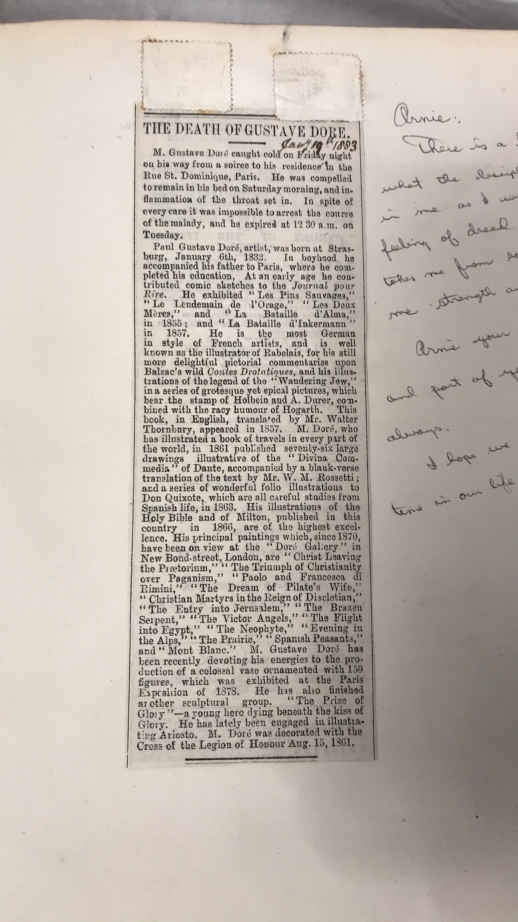 THE DEATH OF GUSTAVE DORE.
Jany 19th 1883
M. Gustave Doré caught cold on Friday night
on his way from a soiree to his residence in the
Rue St. Dominique, Paris. He was compelled
to remain in his bed on Saturday morning, and in-
flammation of the throat set in. In spite of
every care it was impossible to arrest the course
of the malady, and he expired at 12 30 a.m. on
Tuesday.
Paul Gustave Doré, artist, was born at Stras-
burg, January 6th, 1832. In boyhood he
accompanied his father to Paris, where he com-
pleted his education. At an early age he con-
tributed comic sketches to the Journal pour
Rire. He exhibited "Les Pins Sauvages,"
"Le Lendemain de l'Orage," "Les Deux
Mères," and "La Bataille d'Alma,"
in 1855; and "La Bataille d'Inkermann"
in 1857. He is the most German
in style of French artists, and is well
known as the illustrator of Rabelais, for his still
more delightful pictorial commentaries upon
Balzac's wild Contes Drolatiques, and his illus-
trations of the legend of the "Wandering Jew,"
in a series of grotesque yet epical pictures, which
bear the stamp of Holbein and A. Durer, com-
bined with the racy humour of Hogarth. This
book, in English, translated by Mr. Walter
Thornbury, appeared in 1857. M. Doré, who
has illustrated a book of travels in every part of
the world, in 1861 published seventy-six large
drawings illustrative of the "Divina Com-
media" of Dante, accompanied by a blank-verse
translation of the text by Mr. W. M. Rossetti;
and a series of wonderful folio illustrations to
Don Quixote, which are all careful studies from
Spanish life, in 1863. His illustrations of the
Holy Bible and of Milton, published in this
country in 1866, are of the highest excel-
lence. His principal paintings which, since 1870,
have been on view at the "Doré Gallery" in
New Bond-street, London, are "Christ Leaving
the Prætorium," "The Triumph of Christianity
over Paganism," "Paolo and Francesca di
Rimini," "The Dream of Pilate's Wife,"
"Christian Martyrs in the Reign of Discletian,"
"The Entry into Jerusalem," "The Brazen
Serpent," "The Victor Angels," "The Flight
into Egypt," "The Neophyte," "Evening in
the Alps," "The Prairie," "Spanish Peasants,"
and "Mont Blanc." M. Gustave Doré has
been recently devoting his energies to the pro-
duction of a colossal vase ornamented with 150
figures, which was exhibited at the Paris
Exposition of 1878. He has also finished
another sculptural group. "The Prize of
Glory"—a young hero dying beneath the kiss of
Glory. He has lately been engaged in illustra-
ting Ariosto. M. Doré was decorated with the
Cross of the Legion of Honour Aug. 15, 1861.
Arnie:
There is a
what the
in me as I
feeling of dread
takes me from
me strength
Arnie your
and part of
always.
I hope we
time in our life